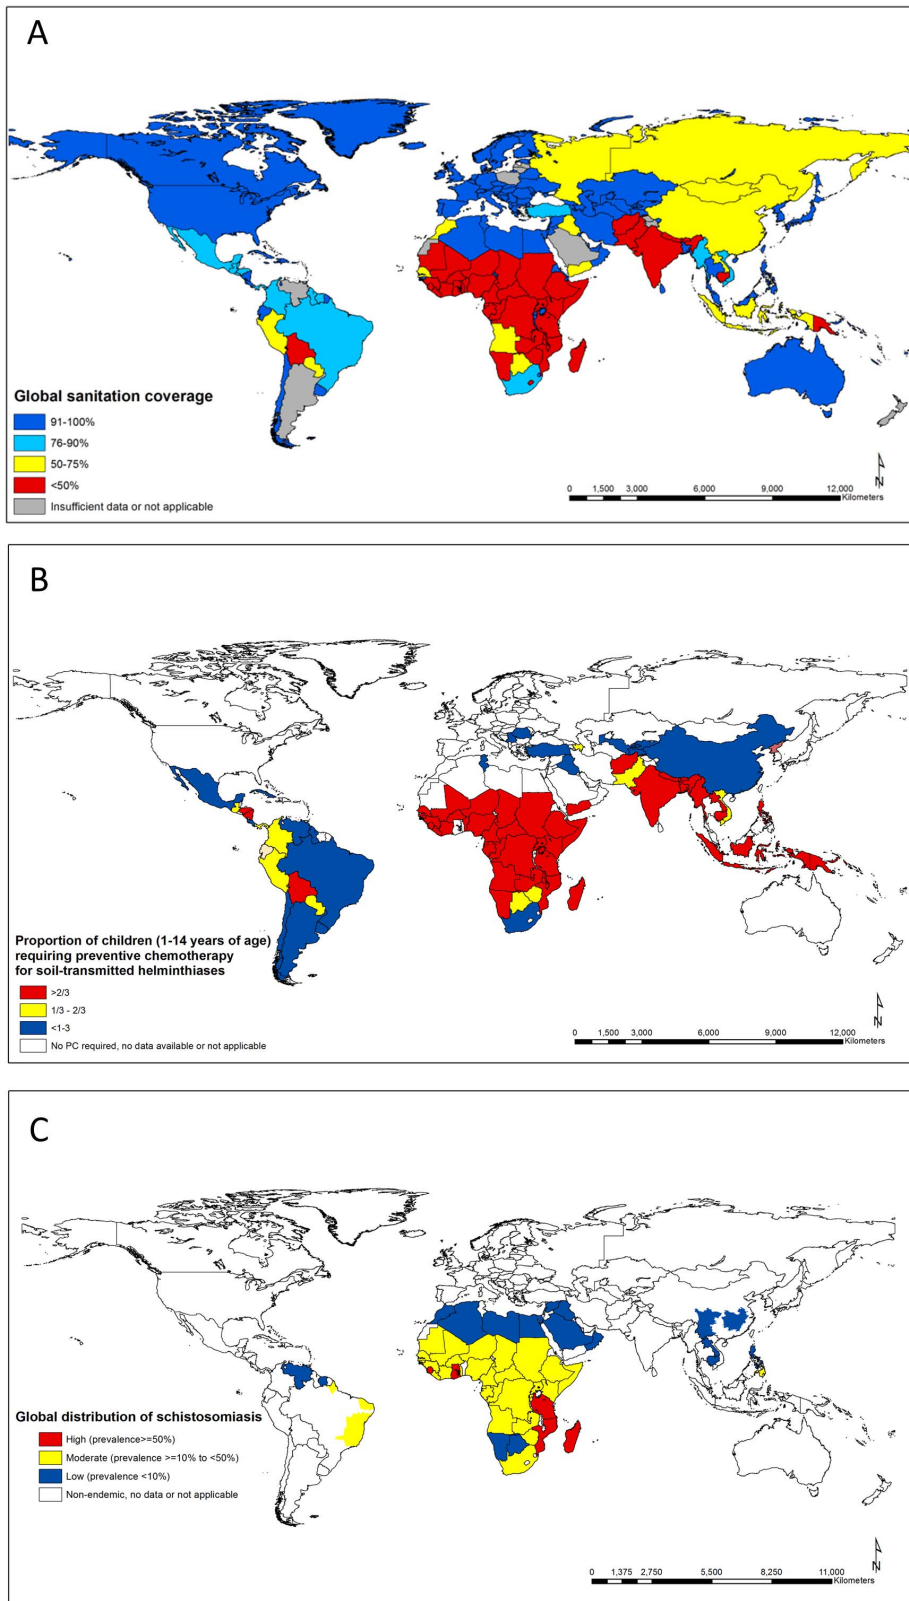 A
Global sanitation coverage
91-100%
76-90%
50-75%
<50%
Insufficient data or not applicable
N
0 1,500 3,000 6,000 9,000 12,000
Kilometers
B
Proportion of children (1-14 years of age)
requiring preventive chemotherapy
for soil-transmitted helminthiases
>2/3
1/3 - 2/3
<1-3
No PC required, no data available or not applicable
N
0 1,500 3,000 6,000 9,000 12,000
Kilometers
C
Global distribution of schistosomiasis
High (prevalence>=50%)
Moderate (prevalence >=10% to <50%)
Low (prevalence <10%)
Non-endemic, no data or not applicable
N
0 1,375 2,750 5,500 8,250 11,000
Kilometers